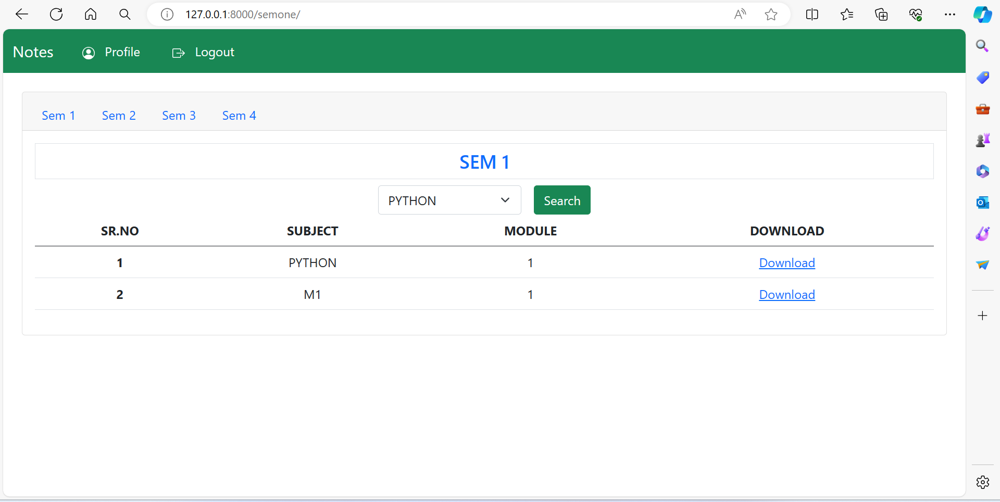 127.0.0.1:8000/semone/
Notes Profile Logout
Sem 1 Sem 2 Sem 3 Sem 4
SEM 1
PYTHON Search
SR.NO SUBJECT MODULE DOWNLOAD
1 PYTHON 1 Download
2 M1 1 Download